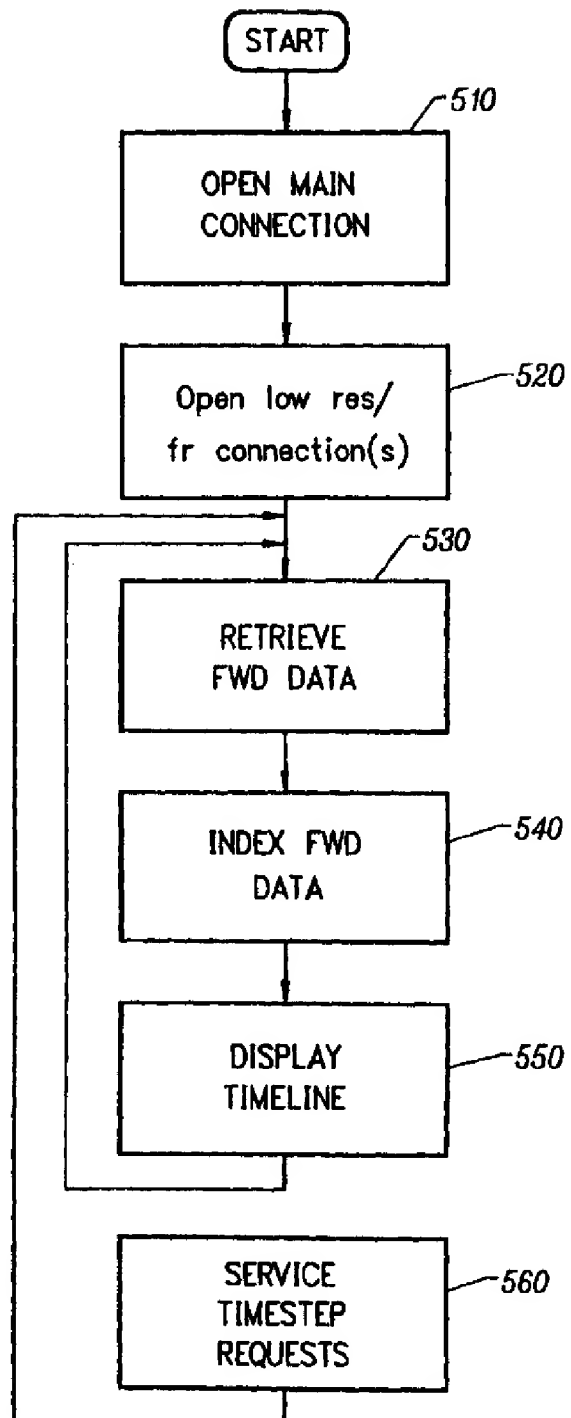 START
510
OPEN MAIN
CONNECTION
520
Open low res/
fr connection(s)
530
RETRIEVE
FWD DATA
540
INDEX FWD
DATA
550
DISPLAY
TIMELINE
560
SERVICE
TIMESTEP
REQUESTS